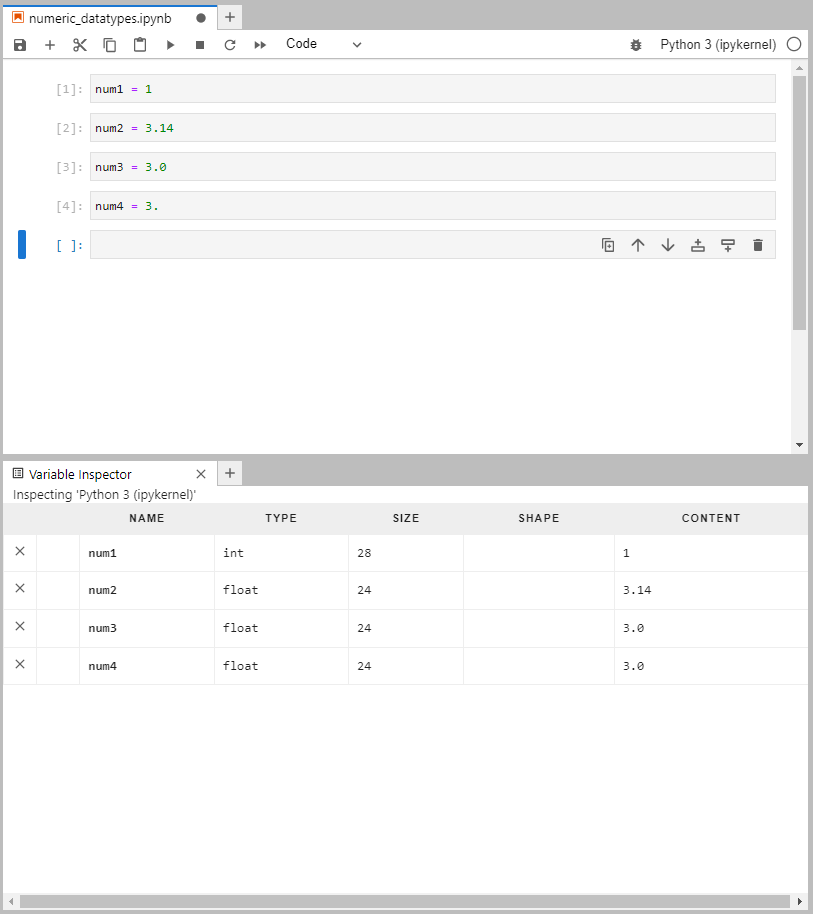 numeric_datatypes.ipynb
Code
Python 3 (ipykernel)
[1]: num1 = 1
[2]: num2 = 3.14
[3]: num3 = 3.0
[4]: num4 = 3.
[ ]:
Variable Inspector
Inspecting 'Python 3 (ipykernel)'
NAME TYPE SIZE SHAPE CONTENT
num1 int 28 1
num2 float 24 3.14
num3 float 24 3.0
num4 float 24 3.0